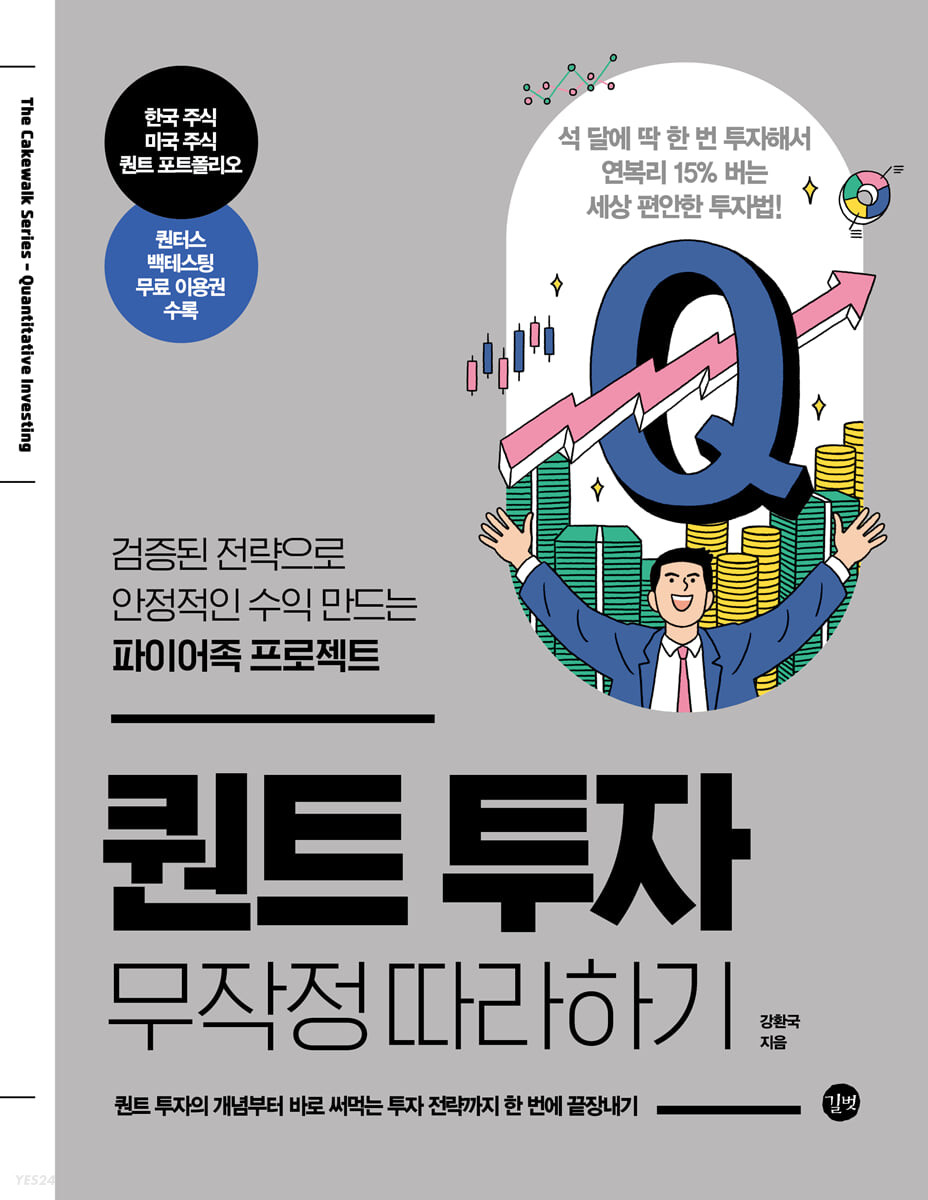 The Cakewalk Series - Quantitative Investing
한국 주식
미국 주식
퀀트 포트폴리오
퀀터스
백테스팅
무료 이용권
수록
석 달에 딱 한 번 투자해서
연복리 15% 버는
세상 편안한 투자법!
Q
검증된 전략으로
안정적인 수익 만드는
파이어족 프로젝트
퀀트 투자
무작정 따라하기
강환국
지음
퀀트 투자의 개념부터 바로 써먹는 투자 전략까지 한 번에 끝장내기
길벗
YES24